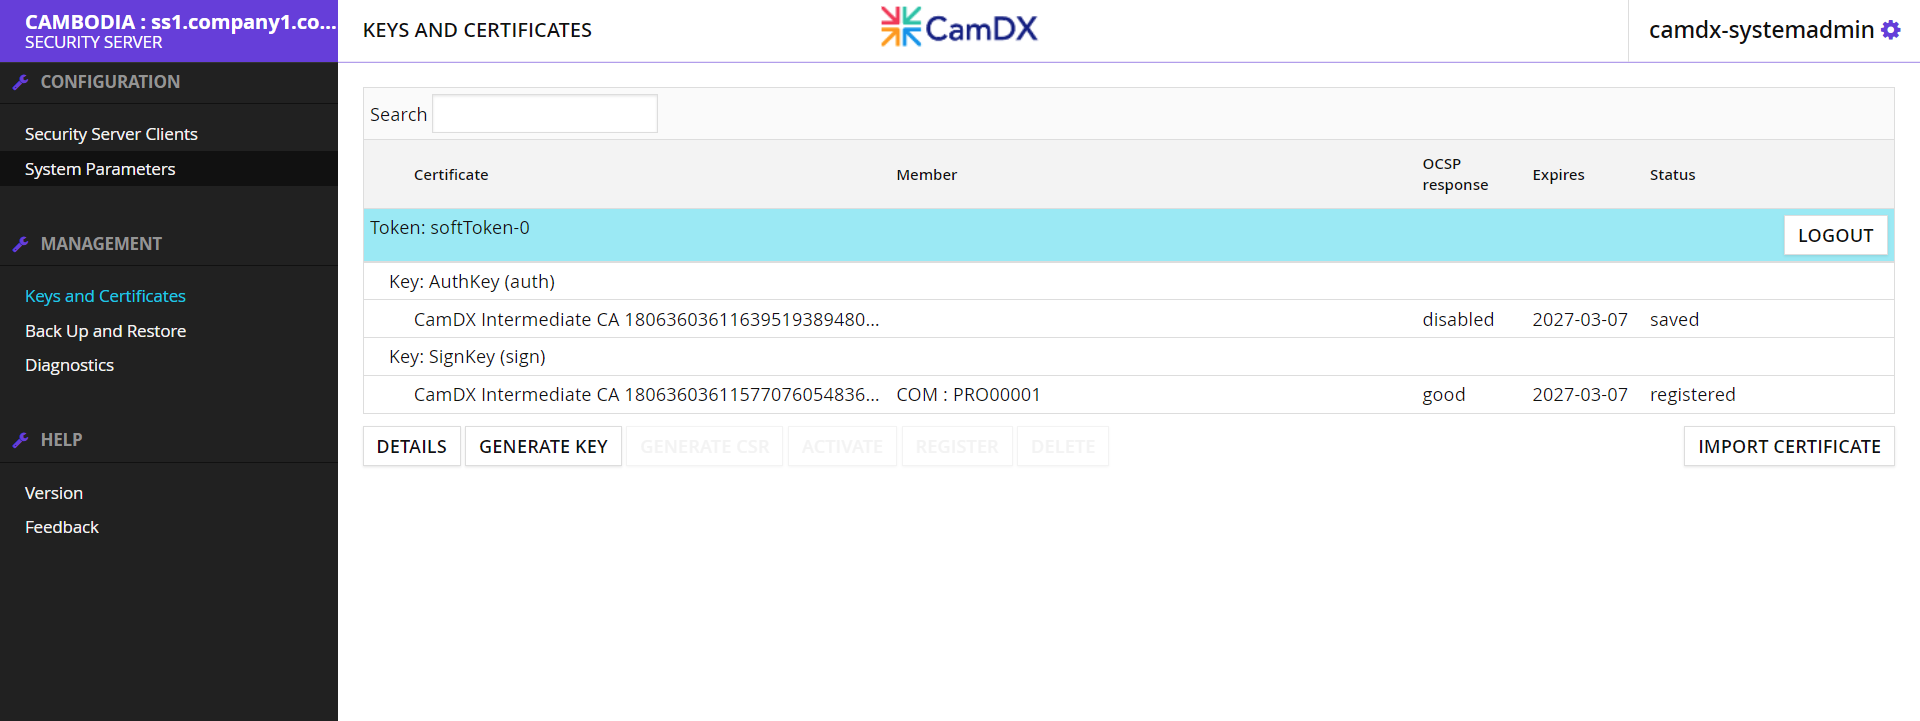 CAMBODIA : ss1.company1.co...
SECURITY SERVER
KEYS AND CERTIFICATES
CamDX
camdx-systemadmin
CONFIGURATION
Security Server Clients
System Parameters
MANAGEMENT
Keys and Certificates
Back Up and Restore
Diagnostics
HELP
Version
Feedback
Search
Certificate Member OCSP response Expires Status
Token: softToken-0 LOGOUT
Key: AuthKey (auth)
CamDX Intermediate CA 18063603611639519389480... disabled 2027-03-07 saved
Key: SignKey (sign)
CamDX Intermediate CA 18063603611577076054836... COM : PRO00001 good 2027-03-07 registered
DETAILS GENERATE KEY GENERATE CSR ACTIVATE REGISTER DELETE IMPORT CERTIFICATE